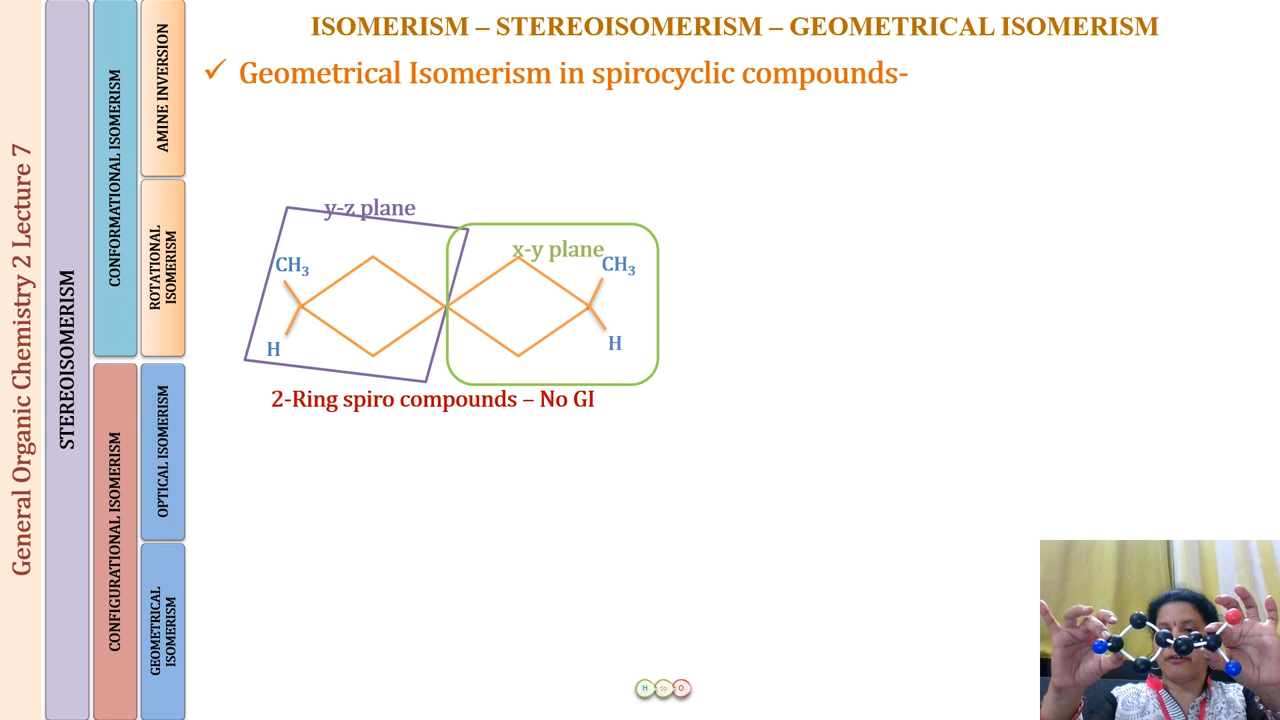 ISOMERISM – STEREOISOMERISM – GEOMETRICAL ISOMERISM
✓ Geometrical Isomerism in spirocyclic compounds-
General Organic Chemistry 2 Lecture 7
STEREOISOMERISM
CONFORMATIONAL ISOMERISM
CONFIGURATIONAL ISOMERISM
AMINE INVERSION
ROTATIONAL
ISOMERISM
OPTICAL ISOMERISM
GEOMETRICAL
ISOMERISM
y-z plane
x-y plane
CH₃
CH₃
H
H
2-Ring spiro compounds – No GI
H to O